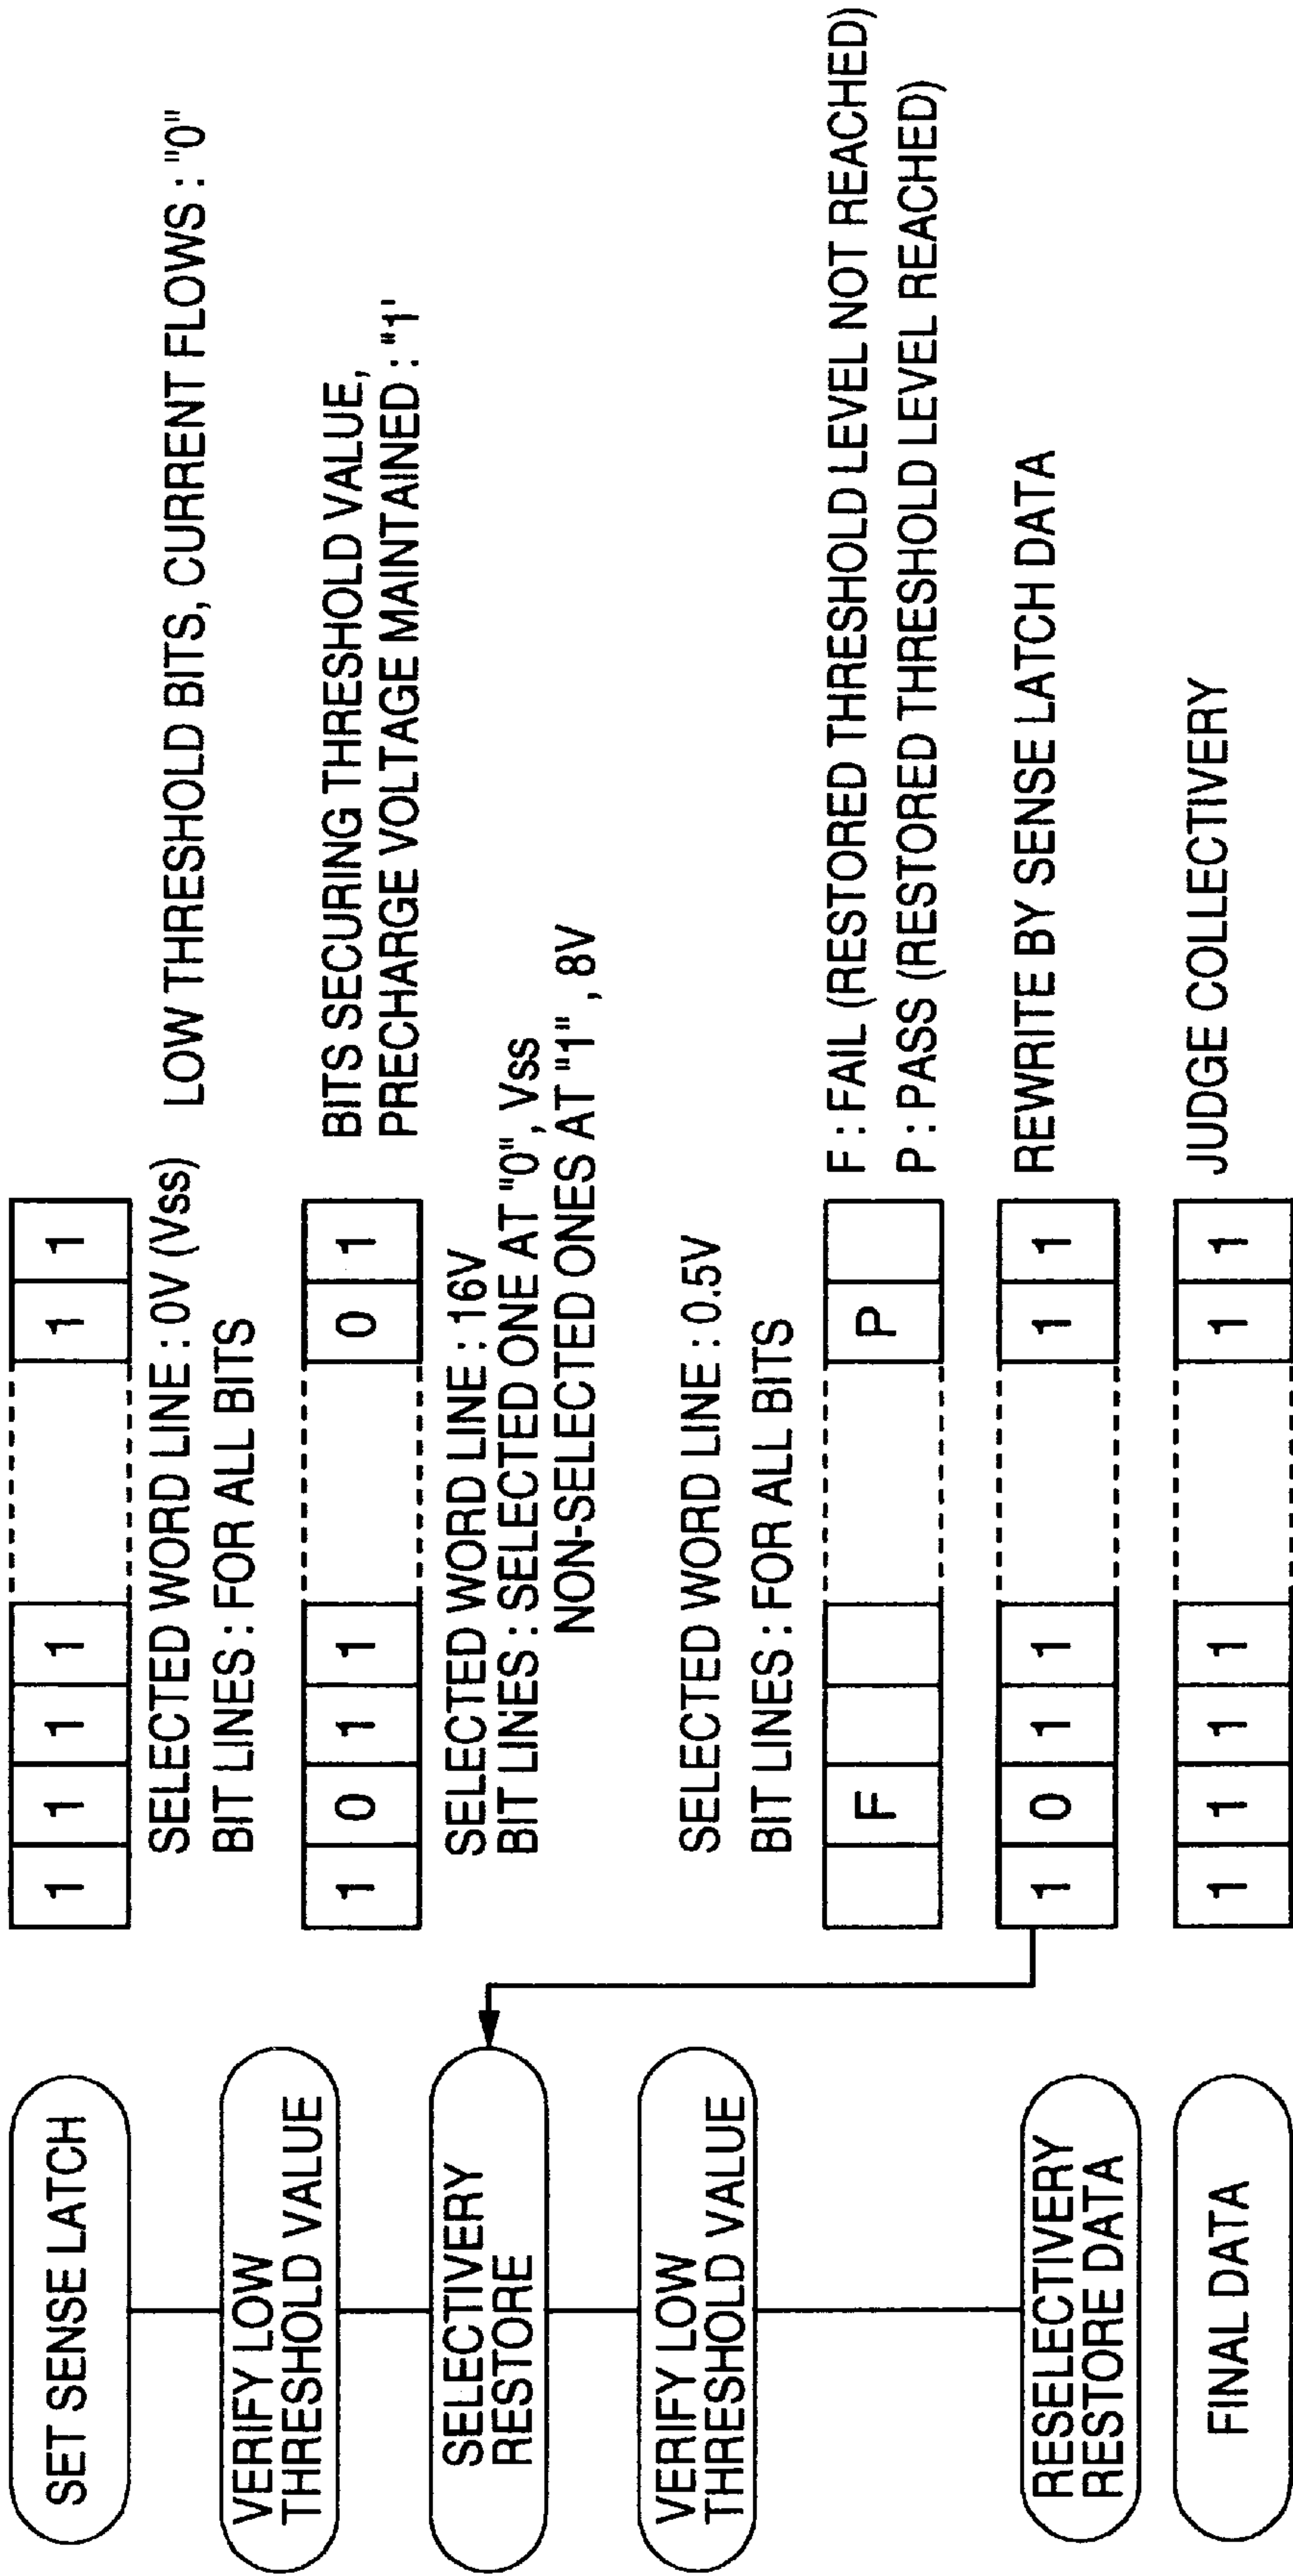 SET SENSE LATCH
1 1 1 1 1 1
SELECTED WORD LINE : 0V (Vss)
BIT LINES : FOR ALL BITS
LOW THRESHOLD BITS, CURRENT FLOWS : "0"
VERIFY LOW
THRESHOLD VALUE
1 0 1 1 0 1
BITS SECURING THRESHOLD VALUE,
PRECHARGE VOLTAGE MAINTAINED : "1'
SELECTIVERY
RESTORE
SELECTED WORD LINE : 16V
BIT LINES : SELECTED ONE AT "0", Vss
NON-SELECTED ONES AT "1" , 8V
VERIFY LOW
THRESHOLD VALUE
SELECTED WORD LINE : 0.5V
BIT LINES : FOR ALL BITS
F P
F : FAIL (RESTORED THRESHOLD LEVEL NOT REACHED)
P : PASS (RESTORED THRESHOLD LEVEL REACHED)
RESELECTIVERY
RESTORE DATA
1 0 1 1 1 1
REWRITE BY SENSE LATCH DATA
FINAL DATA
1 1 1 1 1 1
JUDGE COLLECTIVERY